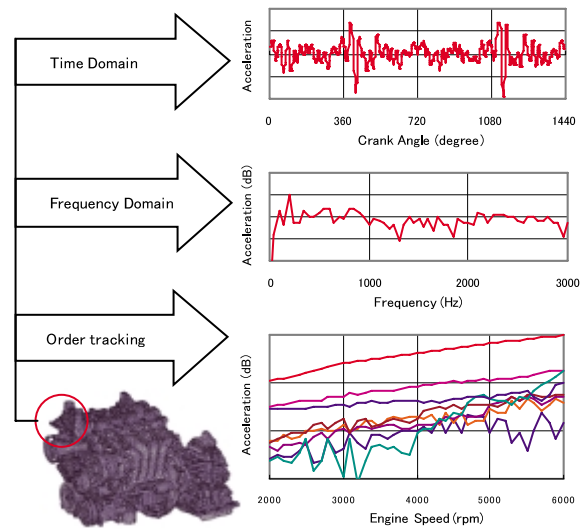 Time Domain
Acceleration
0 360 720 1080 1440
Crank Angle (degree)
Frequency Domain
Acceleration (dB)
0 1000 2000 3000
Frequency (Hz)
Order tracking
Acceleration (dB)
2000 3000 4000 5000 6000
Engine Speed (rpm)